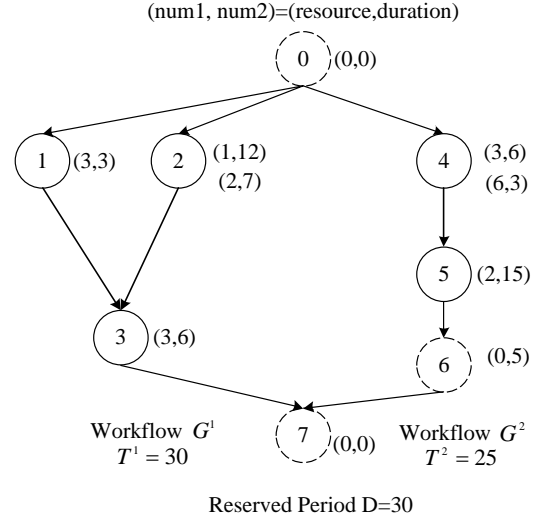 (num1, num2)=(resource,duration)
0 (0,0)
1 (3,3) 2 (1,12) 4 (3,6)
(2,7) (6,3)
5 (2,15)
3 (3,6) 6 (0,5)
7 (0,0)
Workflow G¹ Workflow G²
T¹ = 30 T² = 25
Reserved Period D=30